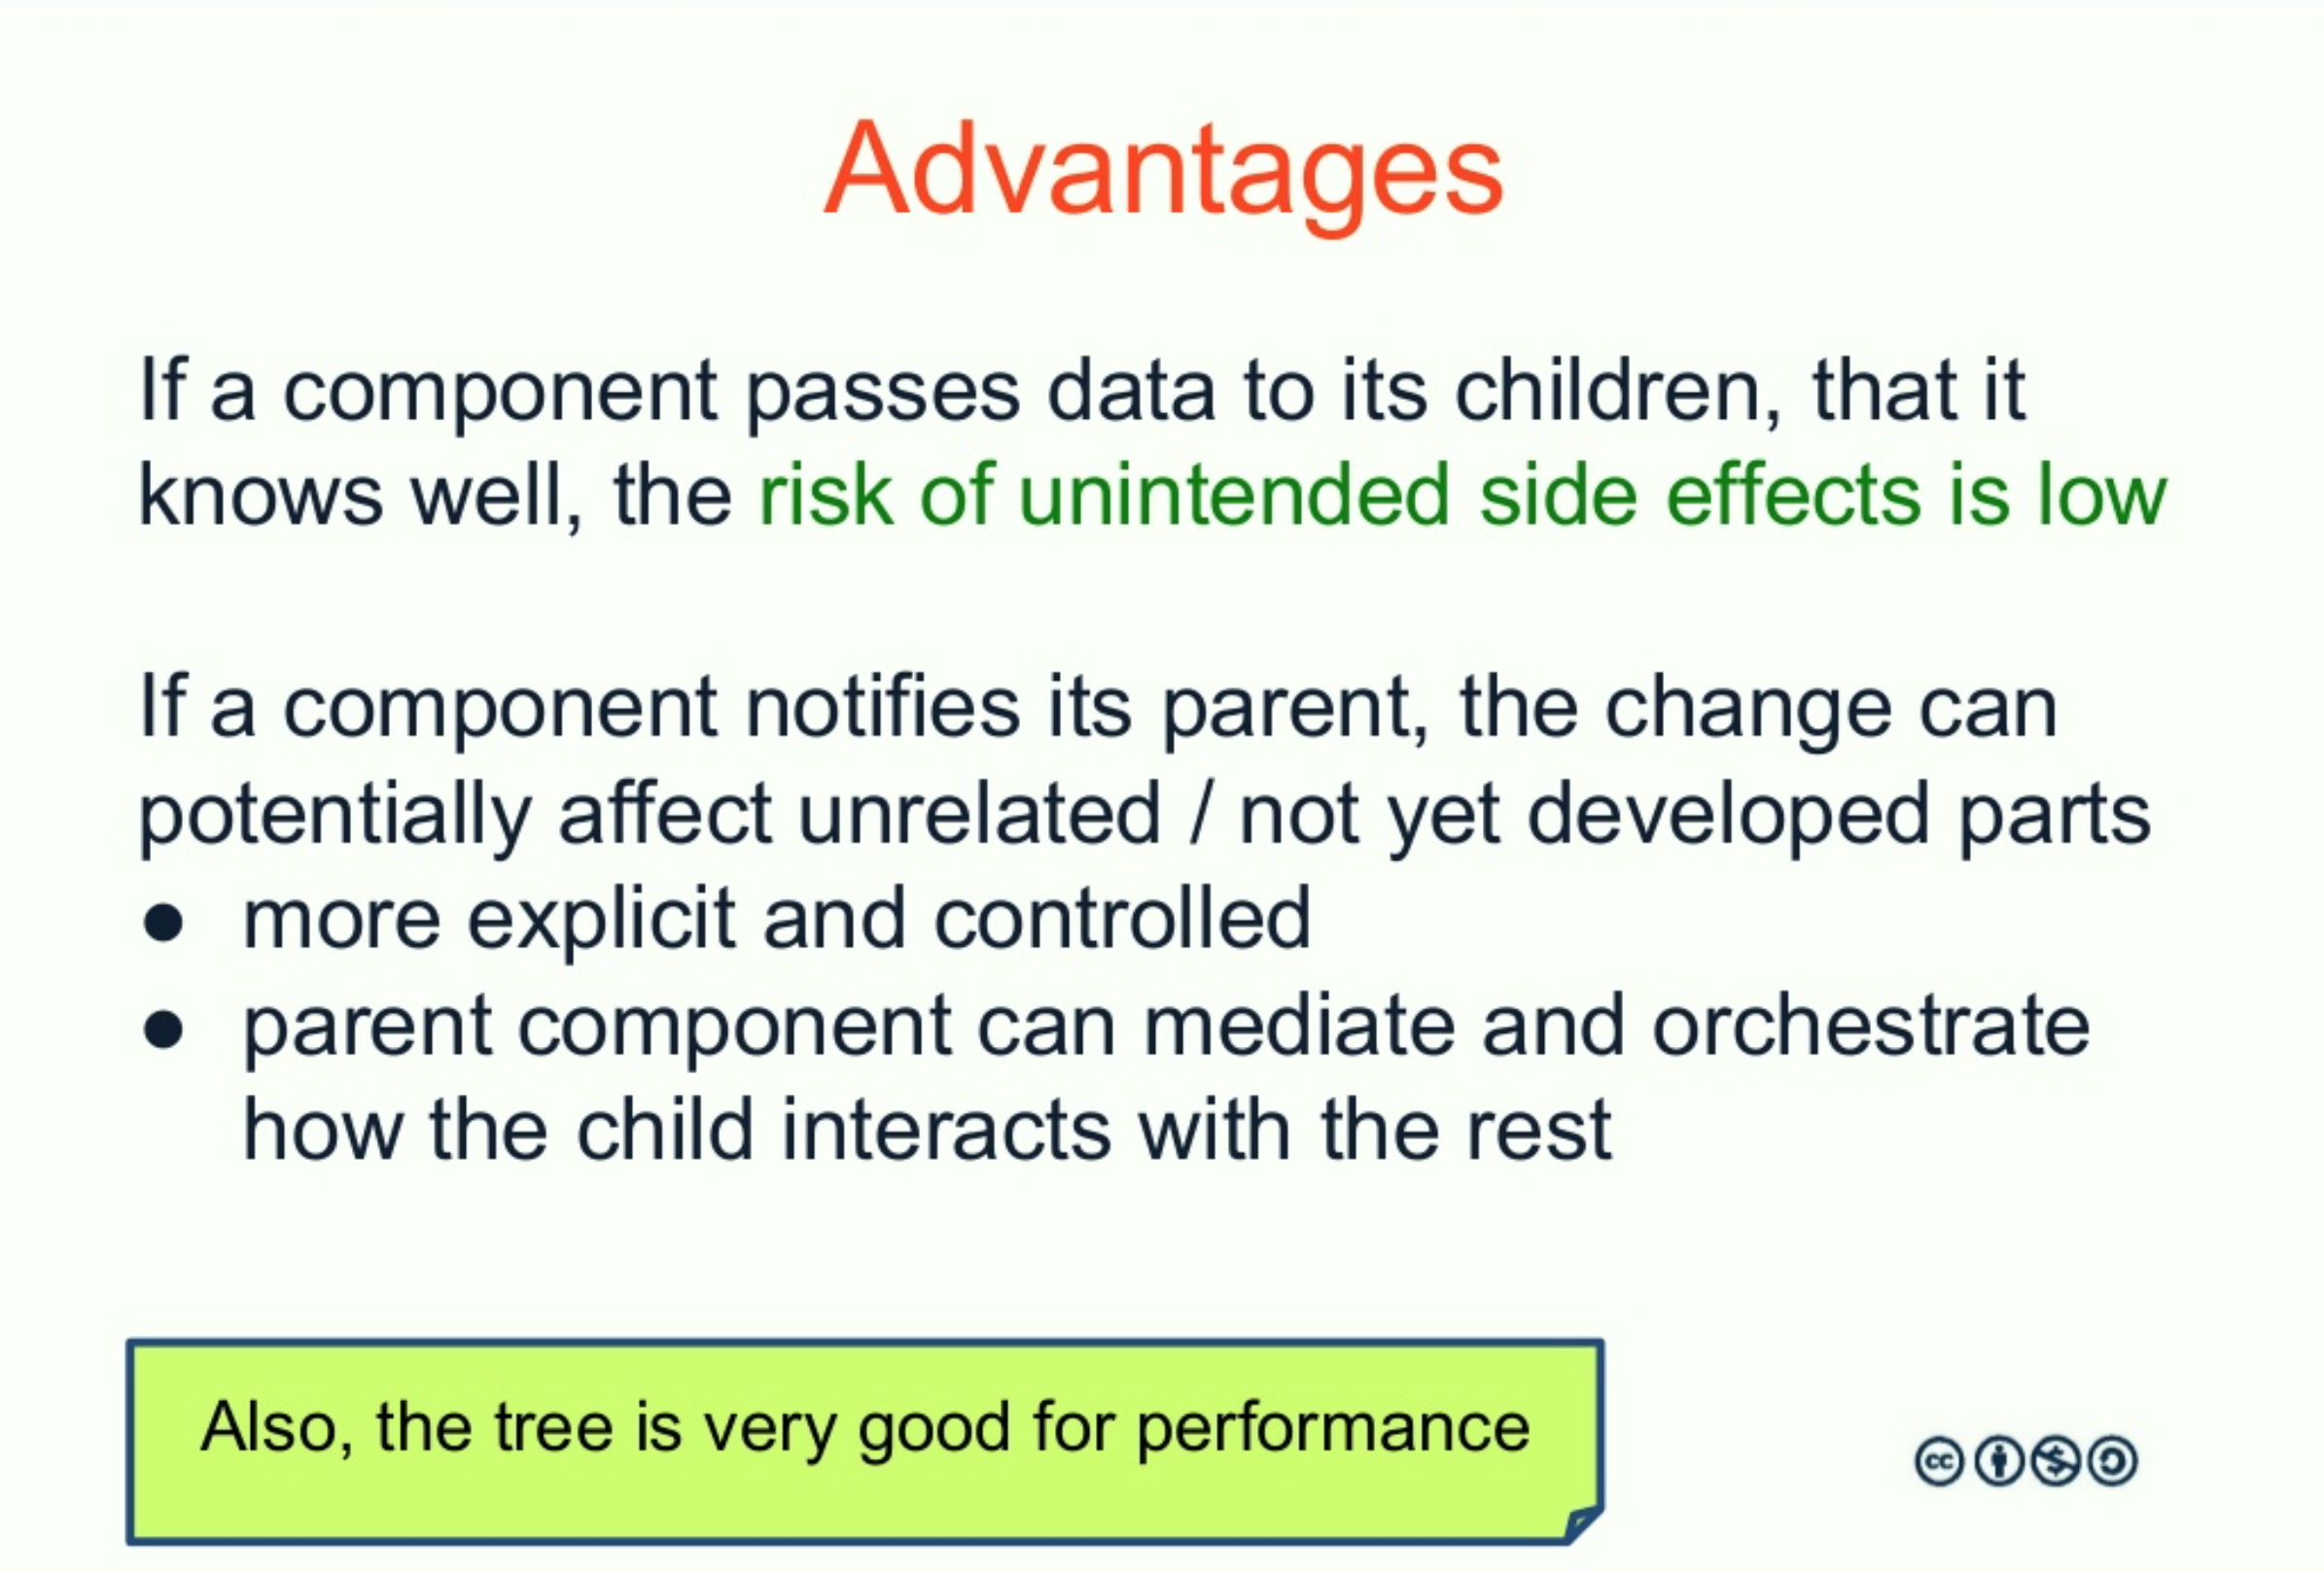 Advantages
If a component passes data to its children, that it
knows well, the risk of unintended side effects is low
If a component notifies its parent, the change can
potentially affect unrelated / not yet developed parts
● more explicit and controlled
● parent component can mediate and orchestrate
how the child interacts with the rest
Also, the tree is very good for performance
cc